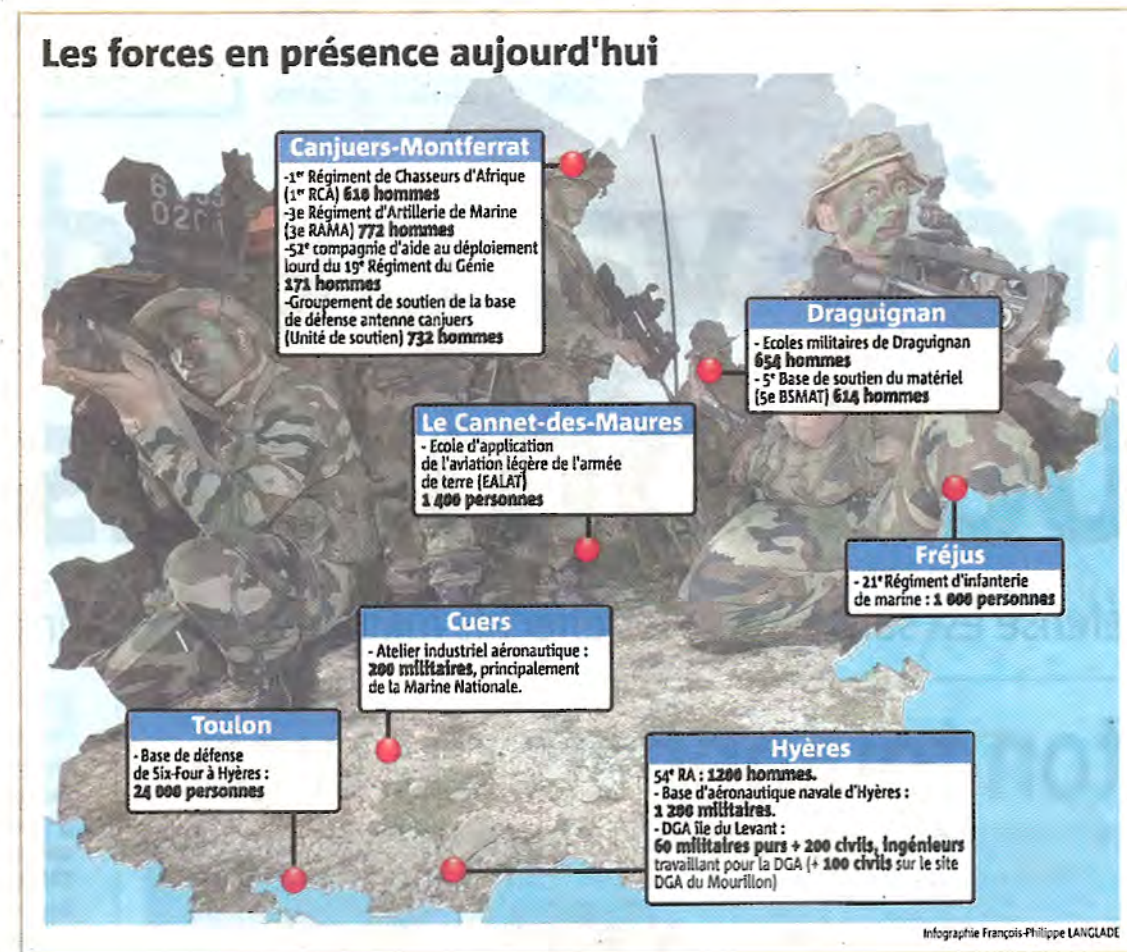 Les forces en présence aujourd'hui
Canjuers-Montferrat
-1er Régiment de Chasseurs d'Afrique
(1er RCA) 610 hommes
-3e Régiment d'Artillerie de Marine
(3e RAMA) 772 hommes
-52e compagnie d'aide au déploiement
lourd du 19e Régiment du Génie
171 hommes
-Groupement de soutien de la base
de défense antenne canjuers
(Unité de soutien) 732 hommes
Draguignan
- Ecoles militaires de Draguignan
654 hommes
- 5e Base de soutien du matériel
(5e BSMAT) 614 hommes
Le Cannet-des-Maures
- Ecole d'application
de l'aviation légère de l'armée
de terre (EALAT)
1 400 personnes
Fréjus
- 21e Régiment d'infanterie
de marine : 1 000 personnes
Cuers
- Atelier industriel aéronautique :
200 militaires, principalement
de la Marine Nationale.
Toulon
- Base de défense
de Six-Four à Hyères :
24 000 personnes
Hyères
54e RA : 1200 hommes.
- Base d'aéronautique navale d'Hyères :
1 200 militaires.
- DGA île du Levant :
60 militaires purs + 200 civils, ingénieurs
travaillant pour la DGA (+ 100 civils sur le site
DGA du Mourillon)
Infographie François-Philippe LANGLADE